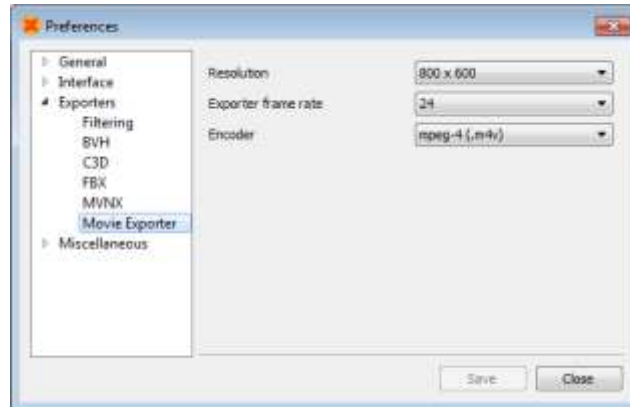 Preferences
General
Interface
Exporters
Filtering
BVH
C3D
FBX
MVNX
Movie Exporter
Miscellaneous
Resolution
800 x 600
Exporter frame rate
24
Encoder
mpeg-4 (.m4v)
Save
Close